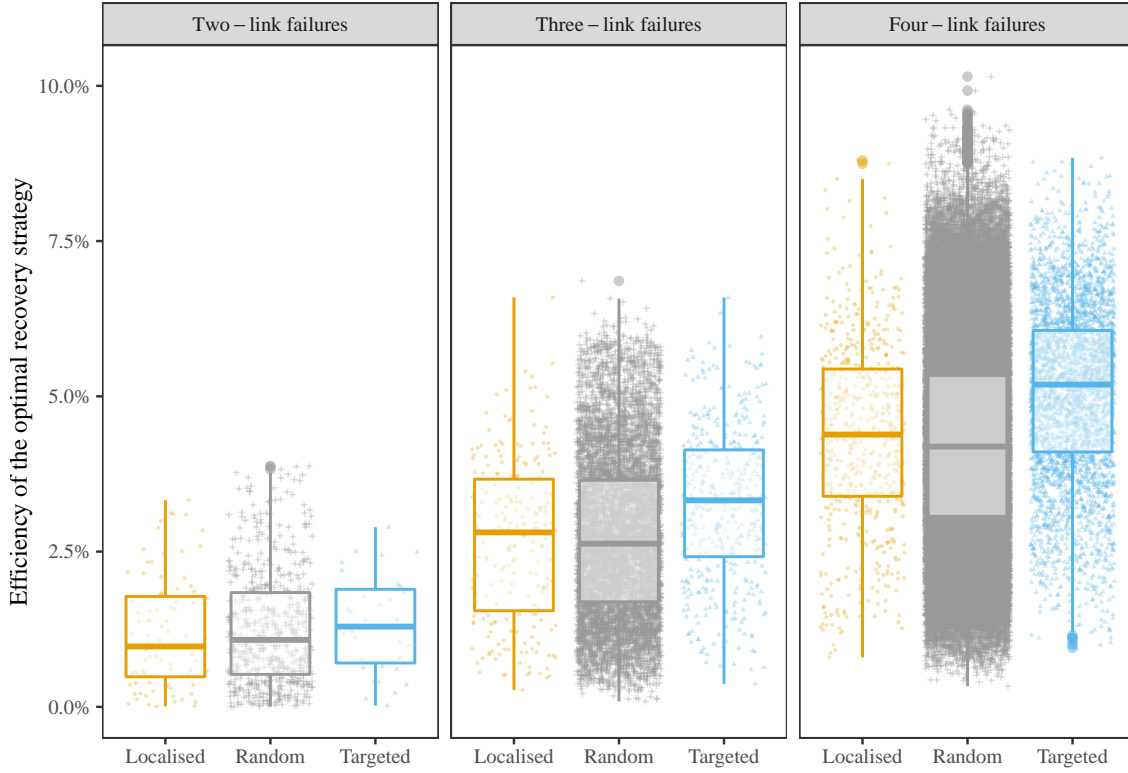 Two – link failures
Three – link failures
Four – link failures
Efficiency of the optimal recovery strategy
10.0%
7.5%
5.0%
2.5%
0.0%
Localised Random Targeted
Localised Random Targeted
Localised Random Targeted